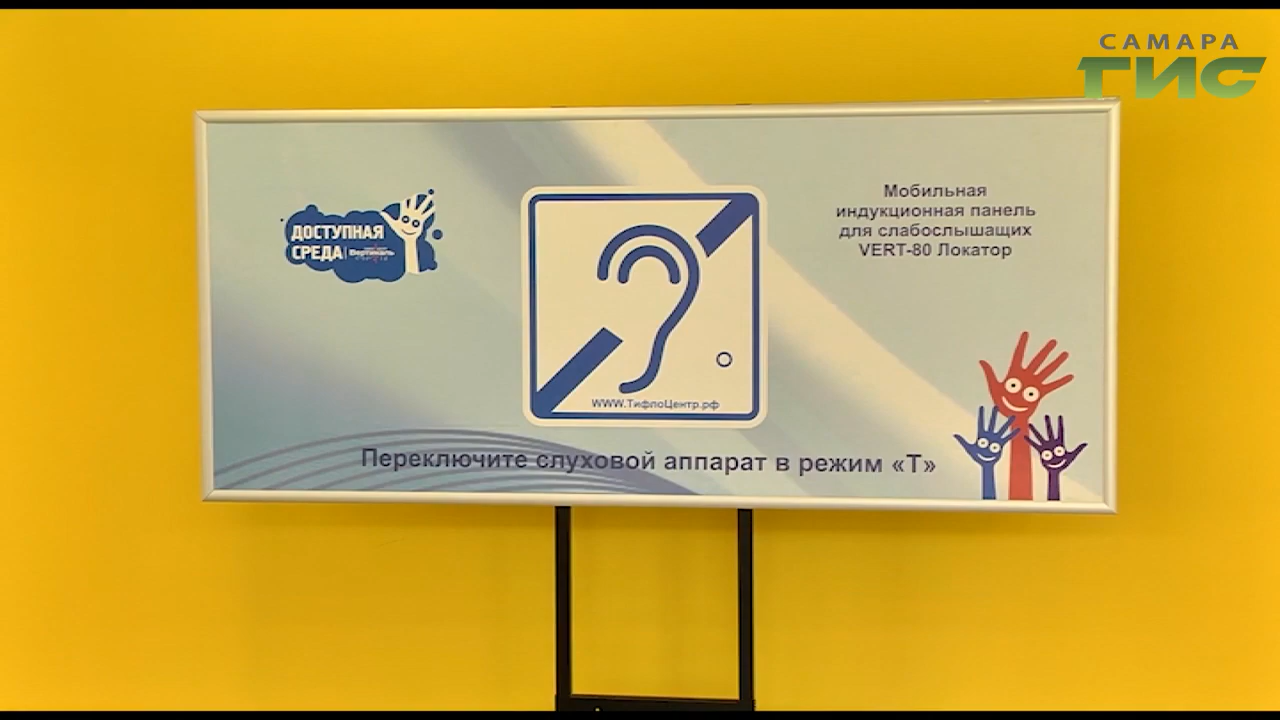 САМАРА
ГИС
ДОСТУПНАЯ
СРЕДА
Вертикаль
Мобильная
индукционная панель
для слабослышащих
VERT-80 Локатор
WWW.ТифлоЦентр.рф
Переключите слуховой аппарат в режим «Т»